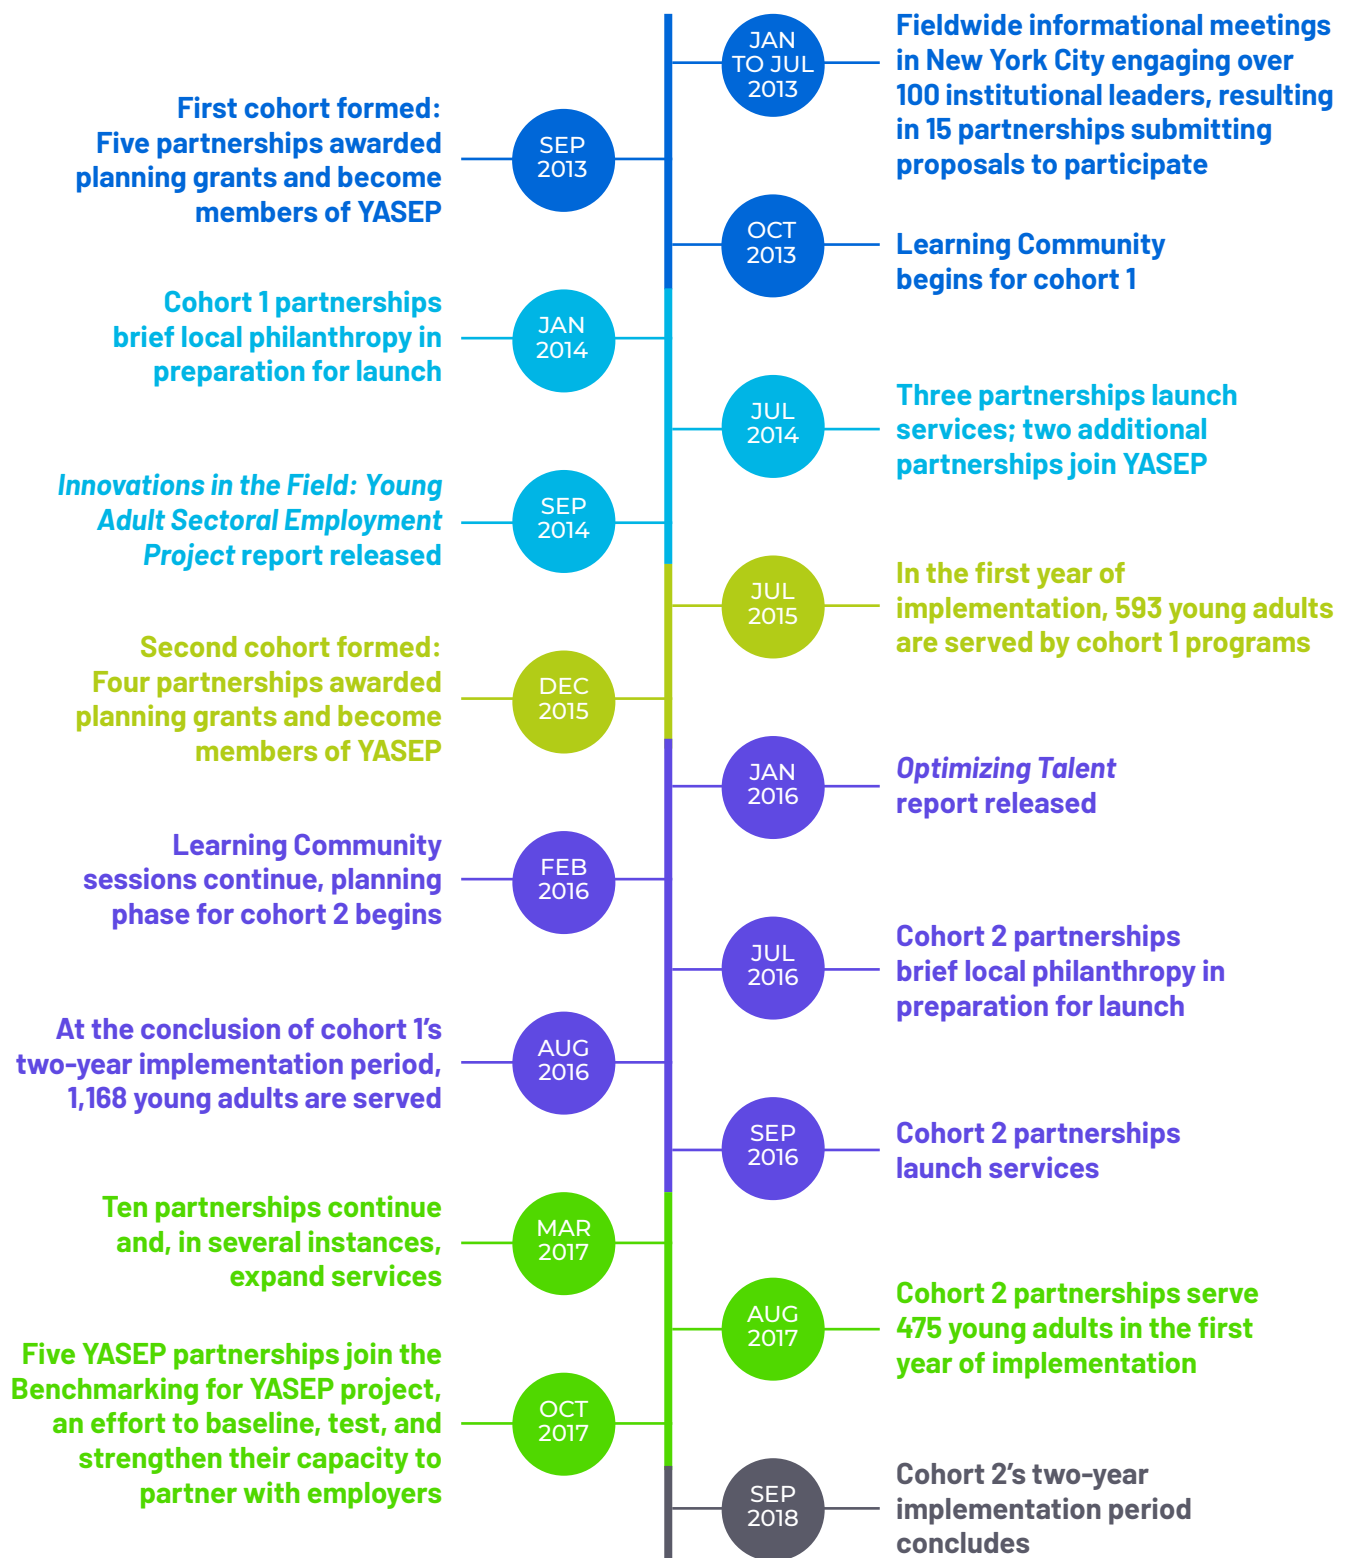 JAN
TO JUL
2013
Fieldwide informational meetings
in New York City engaging over
100 institutional leaders, resulting
in 15 partnerships submitting
proposals to participate
First cohort formed:
Five partnerships awarded
planning grants and become
members of YASEP
SEP
2013
OCT
2013
Learning Community
begins for cohort 1
Cohort 1 partnerships
brief local philanthropy in
preparation for launch
JAN
2014
JUL
2014
Three partnerships launch
services; two additional
partnerships join YASEP
Innovations in the Field: Young
Adult Sectoral Employment
Project report released
SEP
2014
JUL
2015
In the first year of
implementation, 593 young adults
are served by cohort 1 programs
Second cohort formed:
Four partnerships awarded
planning grants and become
members of YASEP
DEC
2015
JAN
2016
Optimizing Talent
report released
Learning Community
sessions continue, planning
phase for cohort 2 begins
FEB
2016
JUL
2016
Cohort 2 partnerships
brief local philanthropy in
preparation for launch
At the conclusion of cohort 1’s
two-year implementation period,
1,168 young adults are served
AUG
2016
SEP
2016
Cohort 2 partnerships
launch services
Ten partnerships continue
and, in several instances,
expand services
MAR
2017
AUG
2017
Cohort 2 partnerships serve
475 young adults in the first
year of implementation
Five YASEP partnerships join the
Benchmarking for YASEP project,
an effort to baseline, test, and
strengthen their capacity to
partner with employers
OCT
2017
SEP
2018
Cohort 2’s two-year
implementation period
concludes